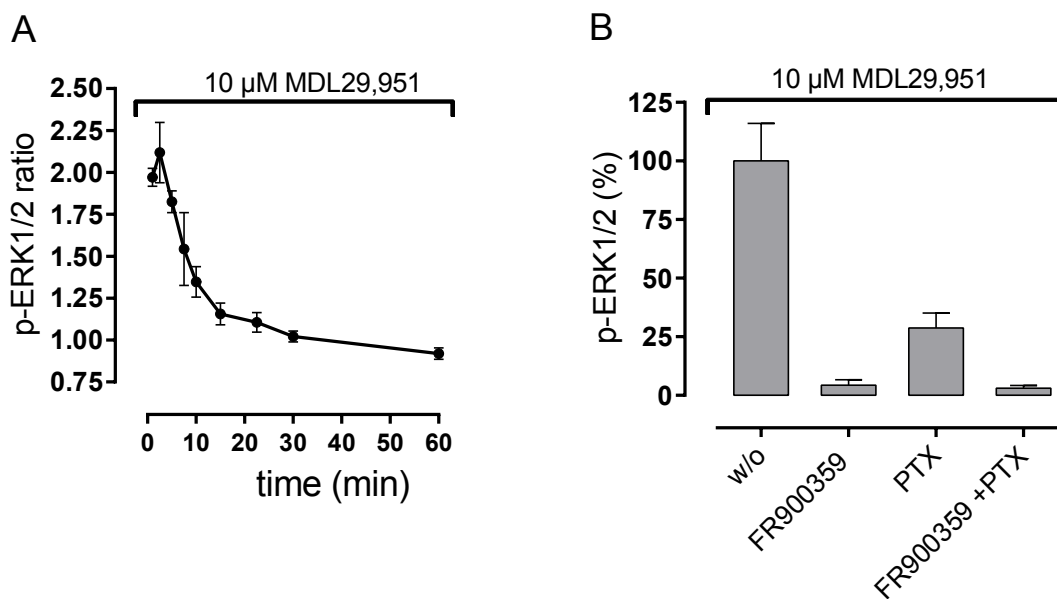 A
10 µM MDL29,951
p-ERK1/2 ratio
2.50
2.25
2.00
1.75
1.50
1.25
1.00
0.75
0 10 20 30 40 50 60
time (min)
B
10 µM MDL29,951
p-ERK1/2 (%)
125
100
75
50
25
0
w/o
FR900359
PTX
FR900359 +PTX